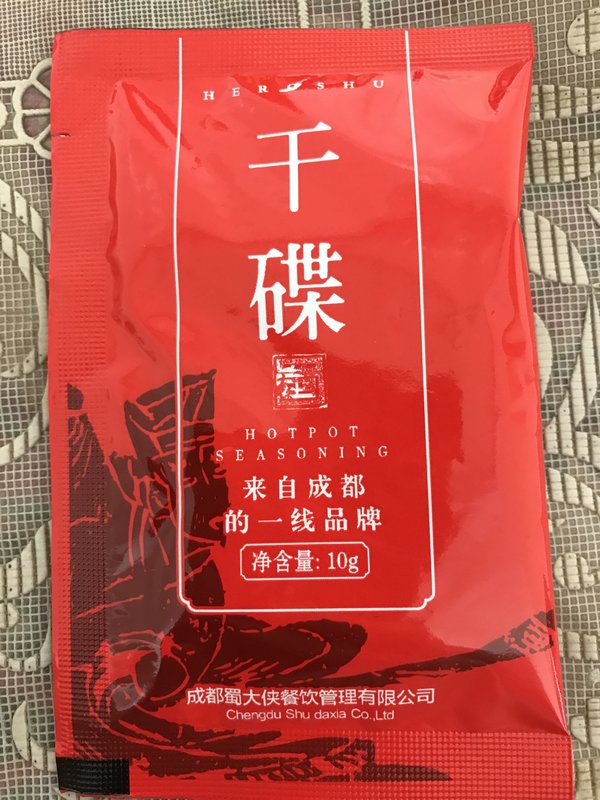 HEROSHU
干
碟
HOTPOT
SEASONING
来自成都
的一线品牌
净含量: 10g
成都蜀大侠餐饮管理有限公司
Chengdu Shu daxia Co.,Ltd